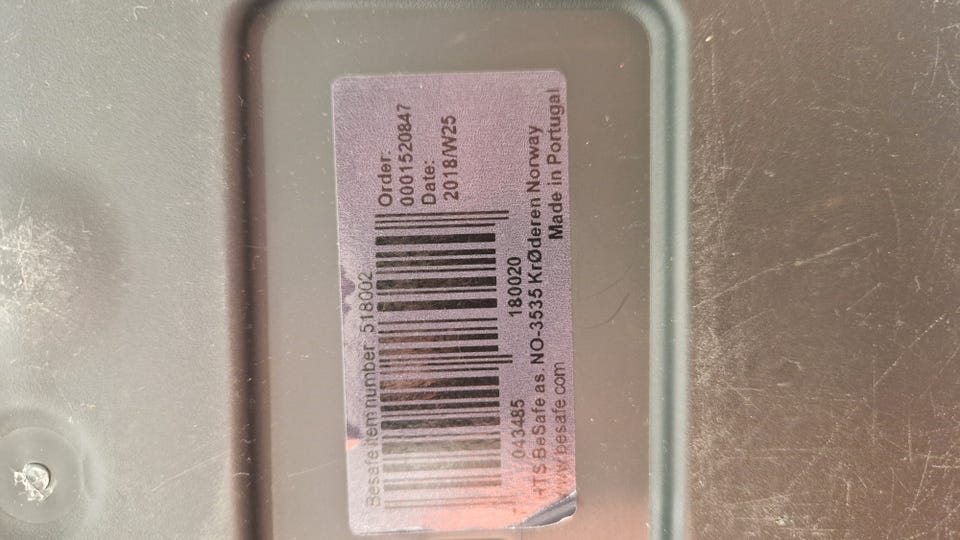 Besafe item number 518002
Order:
0001520847
Date:
2018/W25
043485 180020
HTS BeSafe as. NO-3535 KrØderen Norway
www.besafe.com Made in Portugal